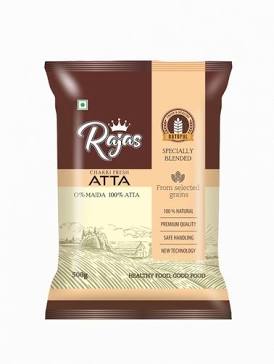 Rajas
CHAKKI FRESH
ATTA
0% MAIDA 100% ATTA
500g
NATURAL
SPECIALLY
BLENDED
From selected
grains
100 % NATURAL
PREMIUM QUALITY
SAFE HANDLING
NEW TECHNOLOGY
HEALTHY FOOD, GOOD FOOD